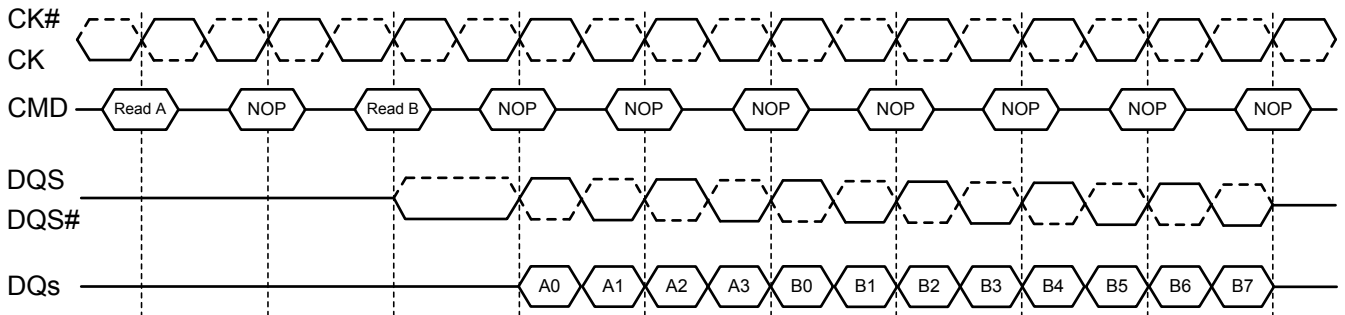 CK#
CK
CMD Read A NOP Read B NOP NOP NOP NOP NOP NOP NOP
DQS
DQS#
DQs A0 A1 A2 A3 B0 B1 B2 B3 B4 B5 B6 B7